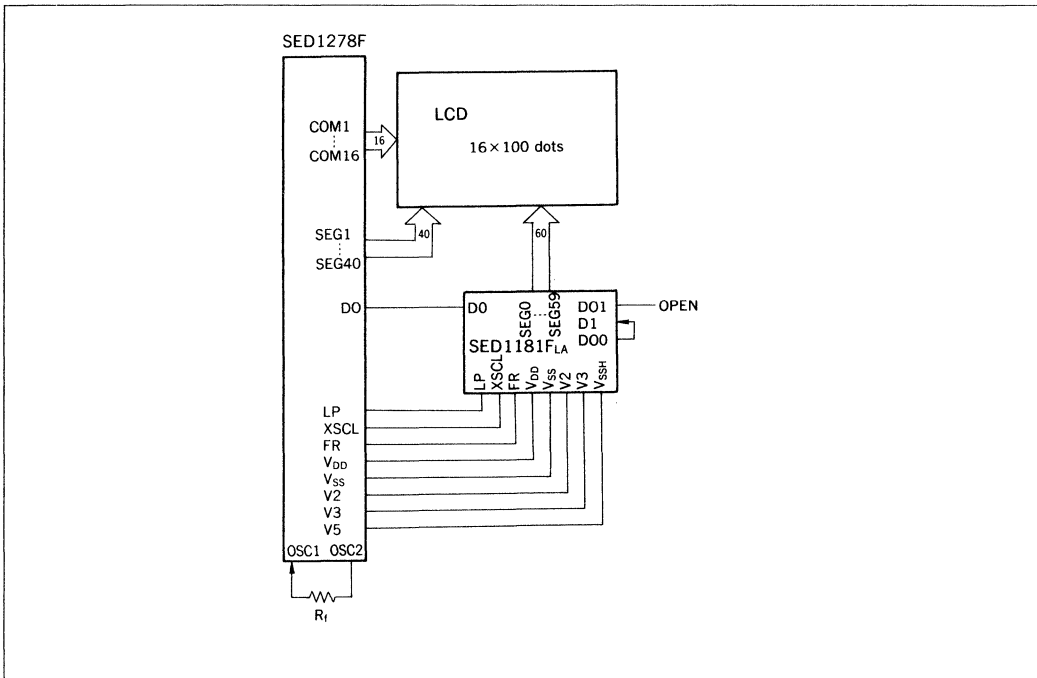 SED1278F
COM1
COM16
16
LCD
16×100 dots
SEG1
SEG40
40
60
DO
D0
SEG0
SEG59
DO1
OPEN
D1
DO0
SED1181FLA
LP
XSCL
FR
VDD
VSS
V2
V3
VSSH
LP
XSCL
FR
VDD
VSS
V2
V3
V5
OSC1 OSC2
Rf